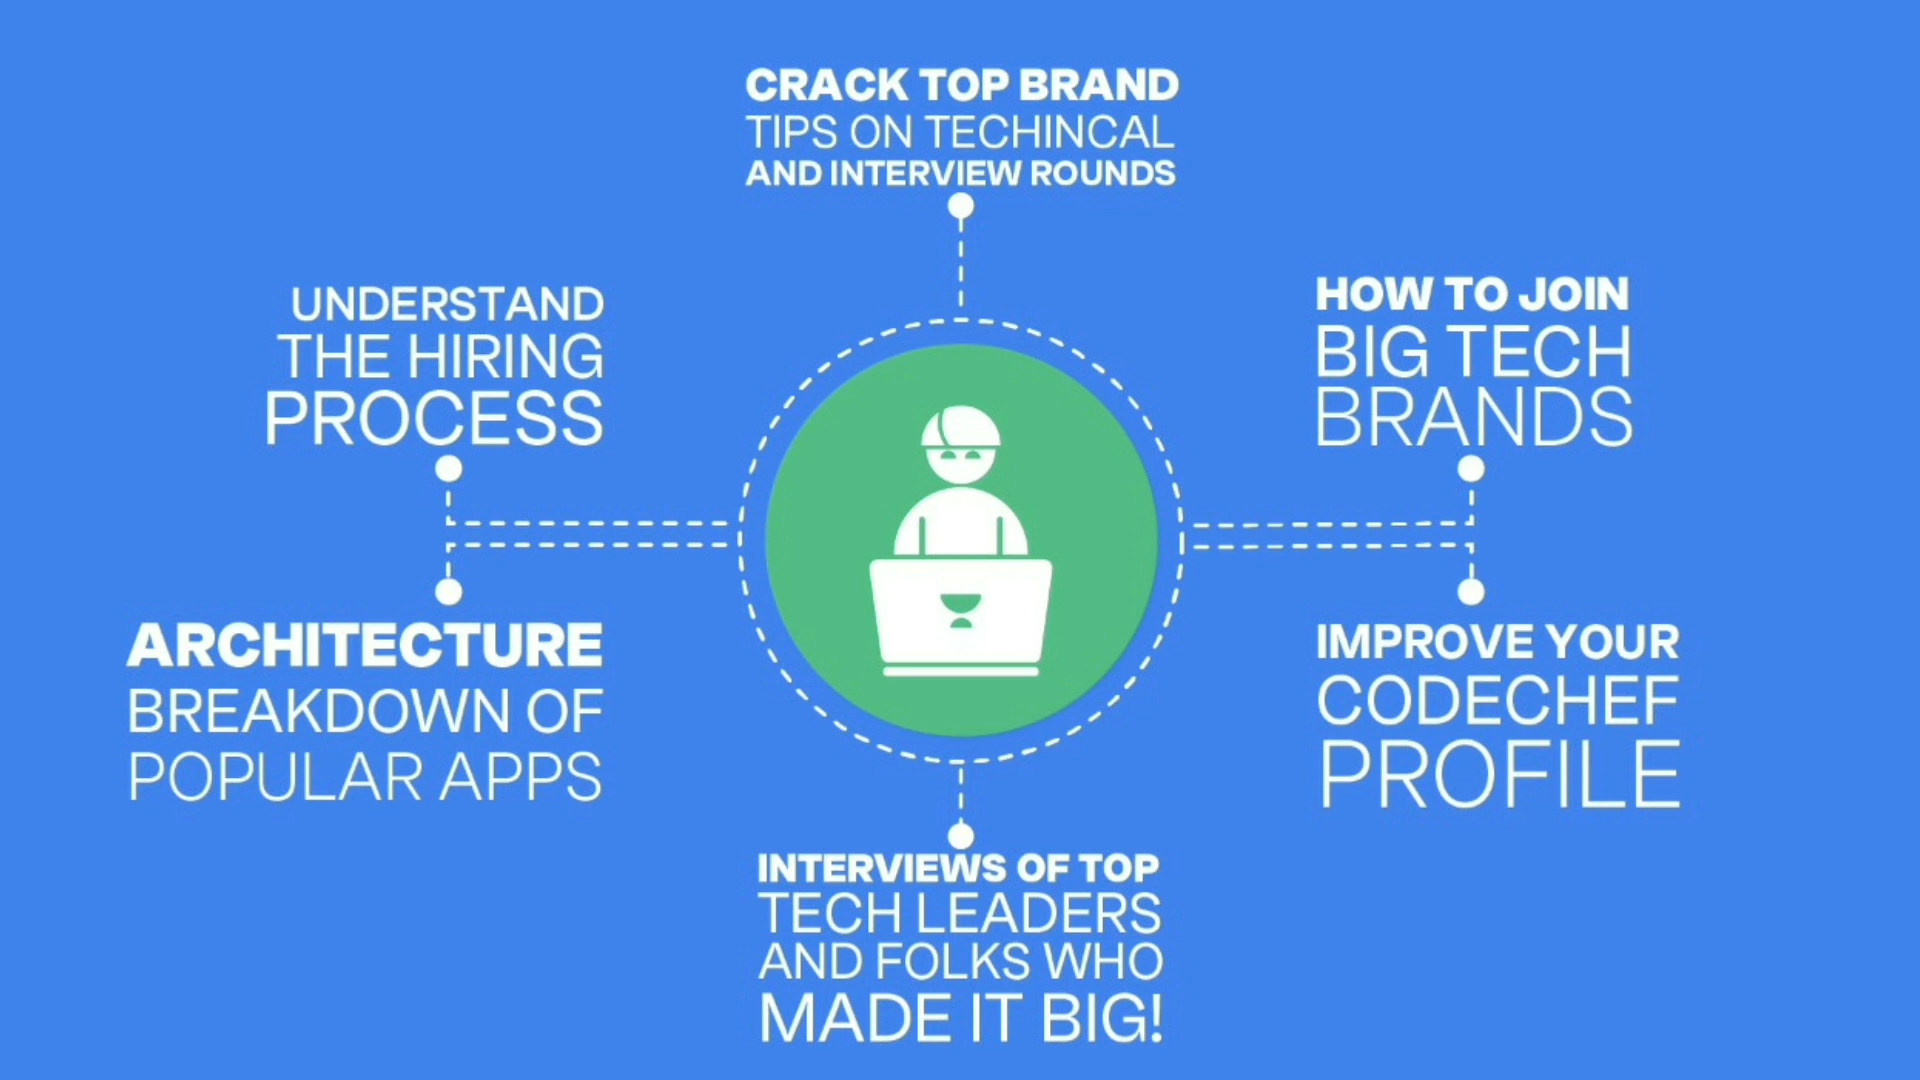 CRACK TOP BRAND
TIPS ON TECHINCAL
AND INTERVIEW ROUNDS
UNDERSTAND
THE HIRING
PROCESS
HOW TO JOIN
BIG TECH
BRANDS
ARCHITECTURE
BREAKDOWN OF
POPULAR APPS
IMPROVE YOUR
CODECHEF
PROFILE
INTERVIEWS OF TOP
TECH LEADERS
AND FOLKS WHO
MADE IT BIG!